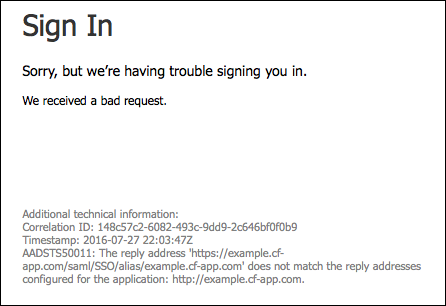 Sign In
Sorry, but we're having trouble signing you in.
We received a bad request.
Additional technical information:
Correlation ID: 148c57c2-6082-493c-9dd9-2c646bf0f0b9
Timestamp: 2016-07-27 22:03:47Z
AADSTS50011: The reply address 'https://example.cf-
app.com/saml/SSO/alias/example.cf-app.com' does not match the reply addresses
configured for the application: http://example.cf-app.com.